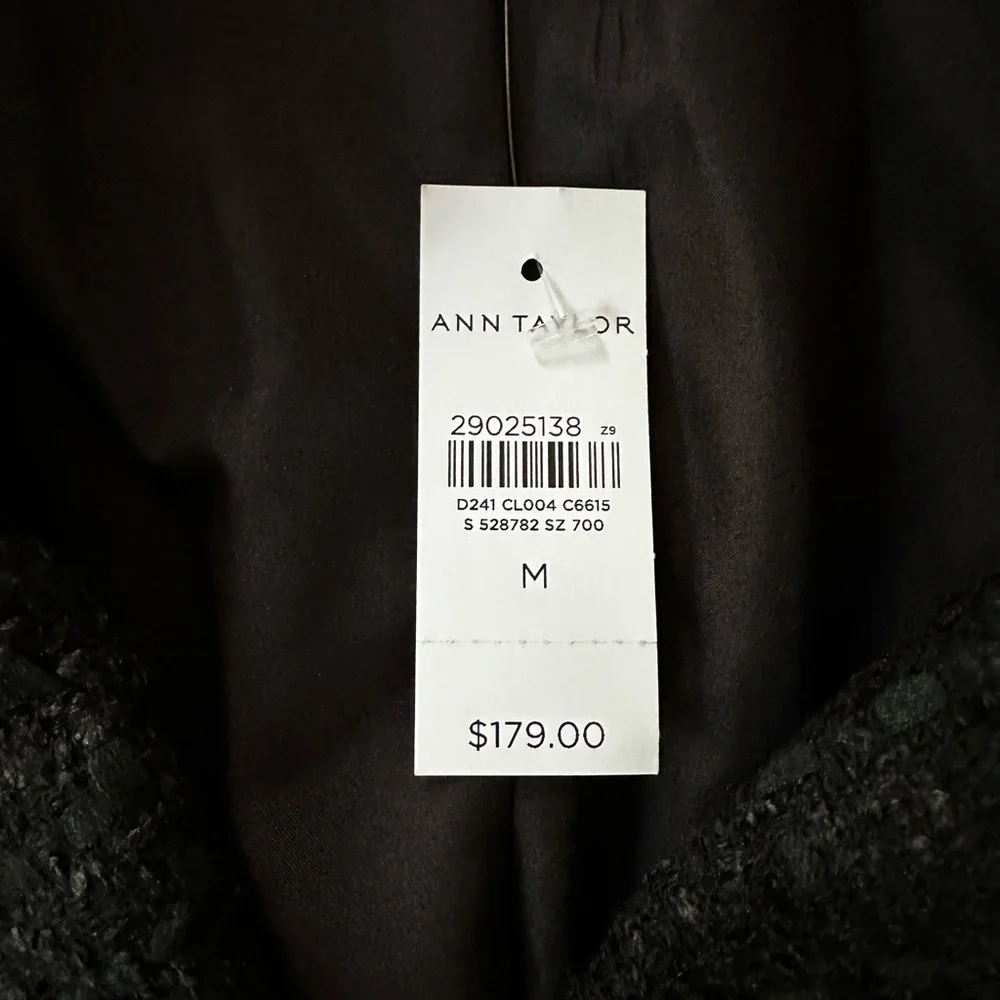 ANN TAYLOR
29025138 Z9
D241 CL004 C6615
S 528782 SZ 700
M
$179.00